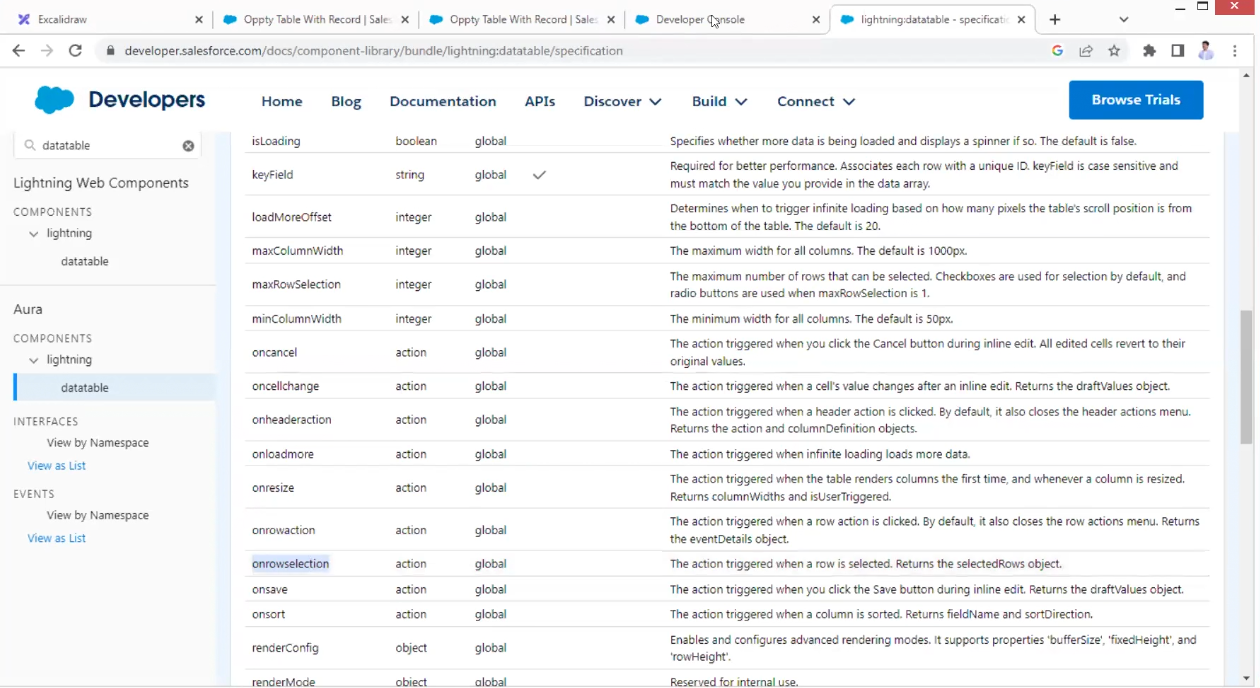 Excalidraw
Oppty Table With Record | Sales
Oppty Table With Record | Sales
Developer Console
lightning:datatable - specificatio
developer.salesforce.com/docs/component-library/bundle/lightning:datatable/specification
Developers
Home
Blog
Documentation
APIs
Discover
Build
Connect
Browse Trials
datatable
Lightning Web Components
COMPONENTS
lightning
datatable
Aura
COMPONENTS
lightning
datatable
INTERFACES
View by Namespace
View as List
EVENTS
View by Namespace
View as List
isLoading boolean global Specifies whether more data is being loaded and displays a spinner if so. The default is false.
keyField string global Required for better performance. Associates each row with a unique ID. keyField is case sensitive and
must match the value you provide in the data array.
loadMoreOffset integer global Determines when to trigger infinite loading based on how many pixels the table's scroll position is from
the bottom of the table. The default is 20.
maxColumnWidth integer global The maximum width for all columns. The default is 1000px.
maxRowSelection integer global The maximum number of rows that can be selected. Checkboxes are used for selection by default, and
radio buttons are used when maxRowSelection is 1.
minColumnWidth integer global The minimum width for all columns. The default is 50px.
oncancel action global The action triggered when you click the Cancel button during inline edit. All edited cells revert to their
original values.
oncellchange action global The action triggered when a cell's value changes after an inline edit. Returns the draftValues object.
onheaderaction action global The action triggered when a header action is clicked. By default, it also closes the header actions menu.
Returns the action and columnDefinition objects.
onloadmore action global The action triggered when infinite loading loads more data.
onresize action global The action triggered when the table renders columns the first time, and whenever a column is resized.
Returns columnWidths and isUserTriggered.
onrowaction action global The action triggered when a row action is clicked. By default, it also closes the row actions menu. Returns
the eventDetails object.
onrowselection action global The action triggered when a row is selected. Returns the selectedRows object.
onsave action global The action triggered when you click the Save button during inline edit. Returns the draftValues object.
onsort action global The action triggered when a column is sorted. Returns fieldName and sortDirection.
renderConfig object global Enables and configures advanced rendering modes. It supports properties 'bufferSize', 'fixedHeight', and
'rowHeight'.
renderMode object global Reserved for internal use.